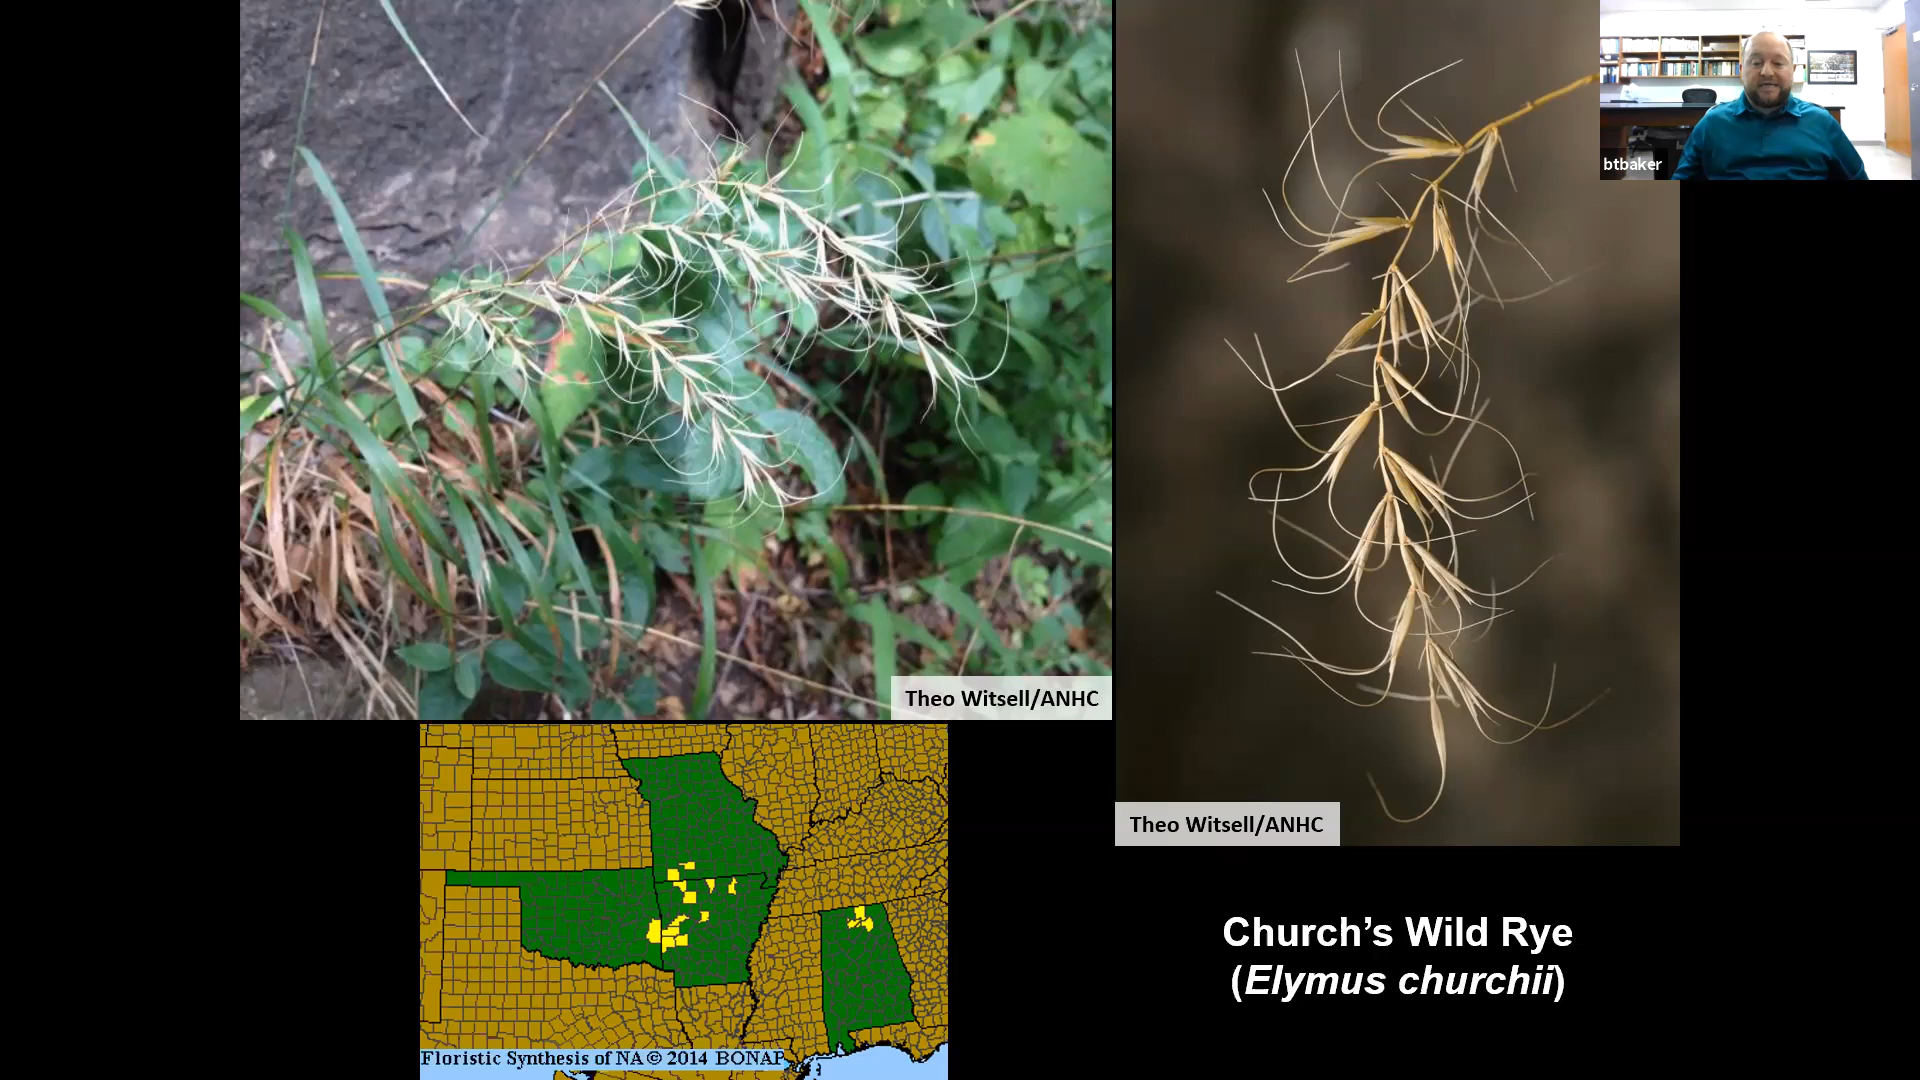 btbaker
Theo Witsell/ANHC
Theo Witsell/ANHC
Church’s Wild Rye
(Elymus churchii)
Floristic Synthesis of NA © 2014 BONAP